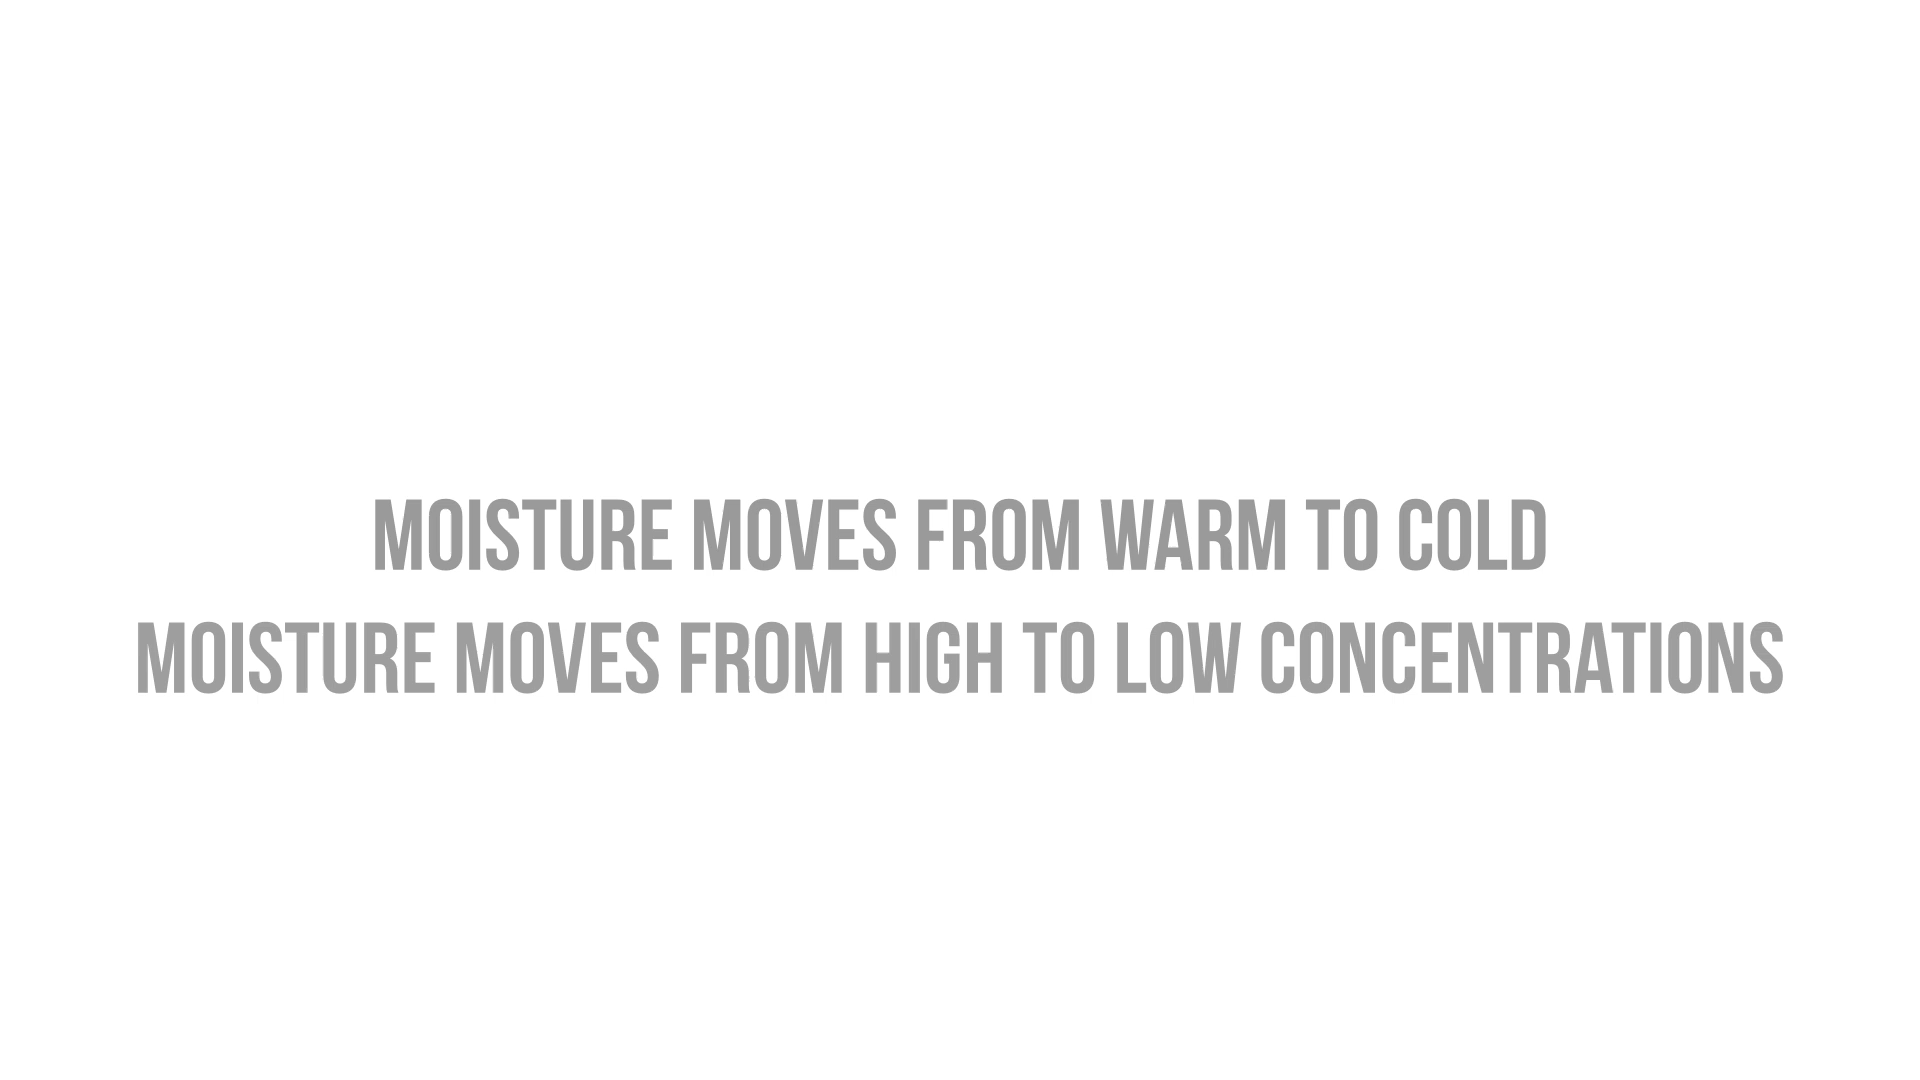 MOISTURE MOVES FROM WARM TO COLD
MOISTURE MOVES FROM HIGH TO LOW CONCENTRATIONS